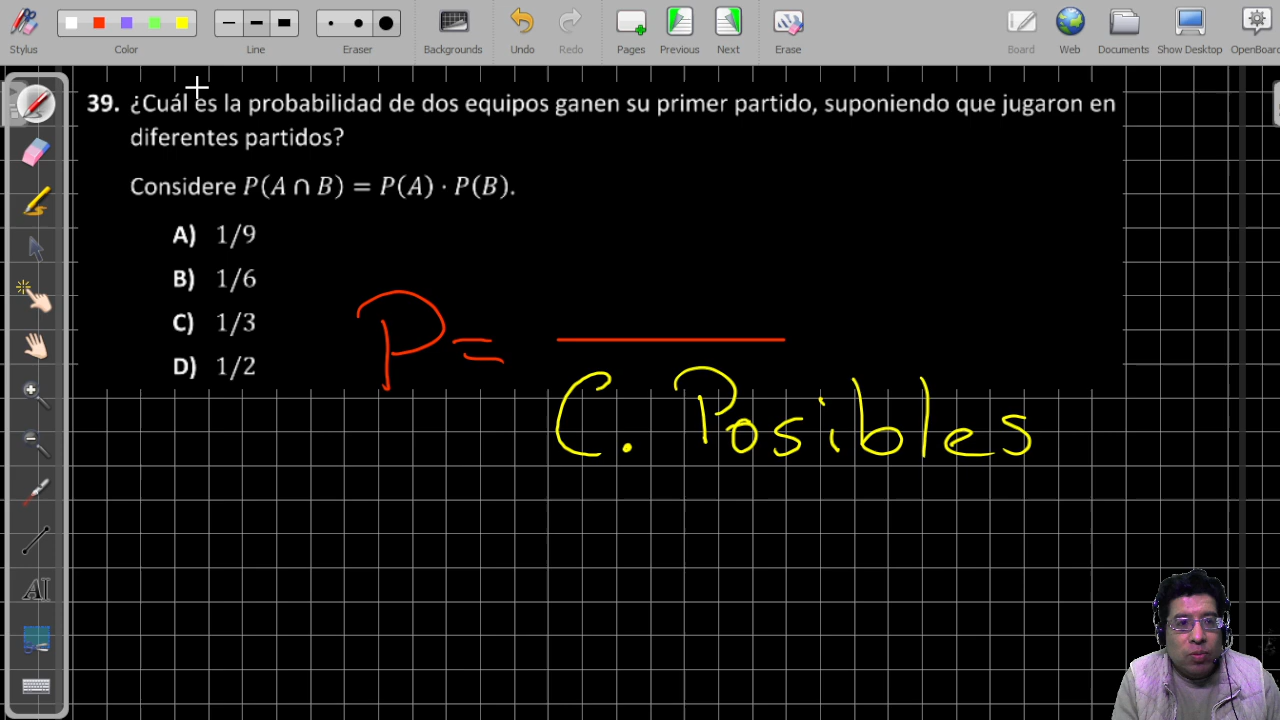 Stylus
Color
Line
Eraser
Backgrounds
Undo
Redo
Pages
Previous
Next
Erase
Board
Web
Documents
Show Desktop
OpenBoard
39. ¿Cuál es la probabilidad de dos equipos ganen su primer partido, suponiendo que jugaron en
diferentes partidos?
Considere P(A ∩ B) = P(A) · P(B).
A) 1/9
B) 1/6
C) 1/3
D) 1/2
P=
C. Posibles
AI